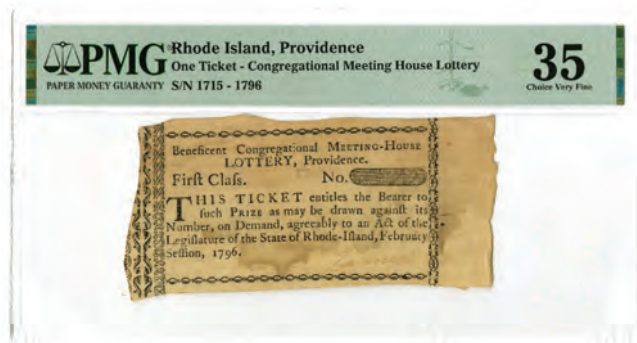 PMG
PAPER MONEY GUARANTY
Rhode Island, Providence
One Ticket - Congregational Meeting House Lottery
S/N 1715 - 1796
35
Choice Very Fine
Beneficent Congregational MEETING-HOUSE
LOTTERY, Providence.
Firſt Claſs. No.
THIS TICKET entitles the Bearer to
ſuch PRIZE as may be drawn againſt its
Number, on Demand, agreeably to an Act of the
Legiſlature of the State of Rhode-Iſland, February
Seſſion, 1796.